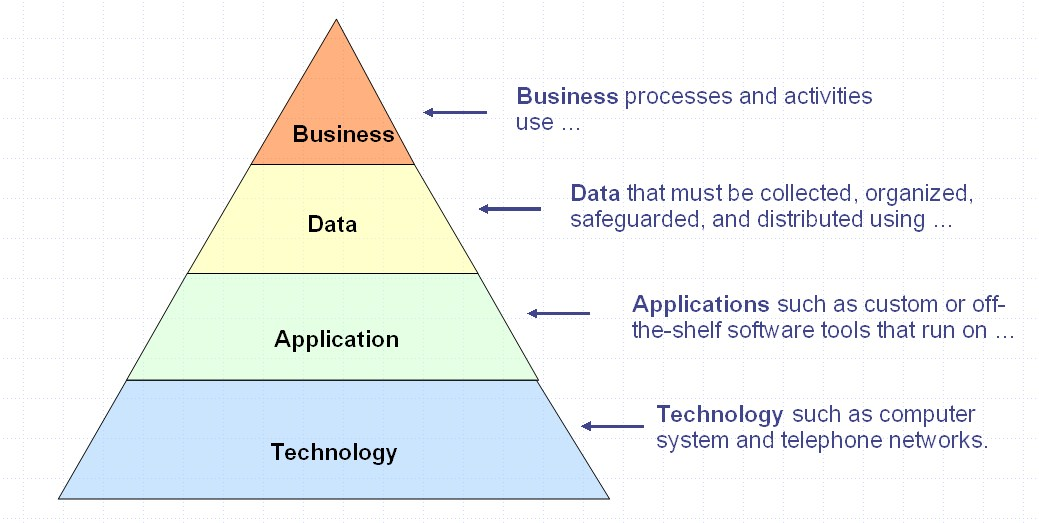 Business
Business processes and activities
use …
Data
Data that must be collected, organized,
safeguarded, and distributed using …
Application
Applications such as custom or off-
the-shelf software tools that run on …
Technology
Technology such as computer
system and telephone networks.